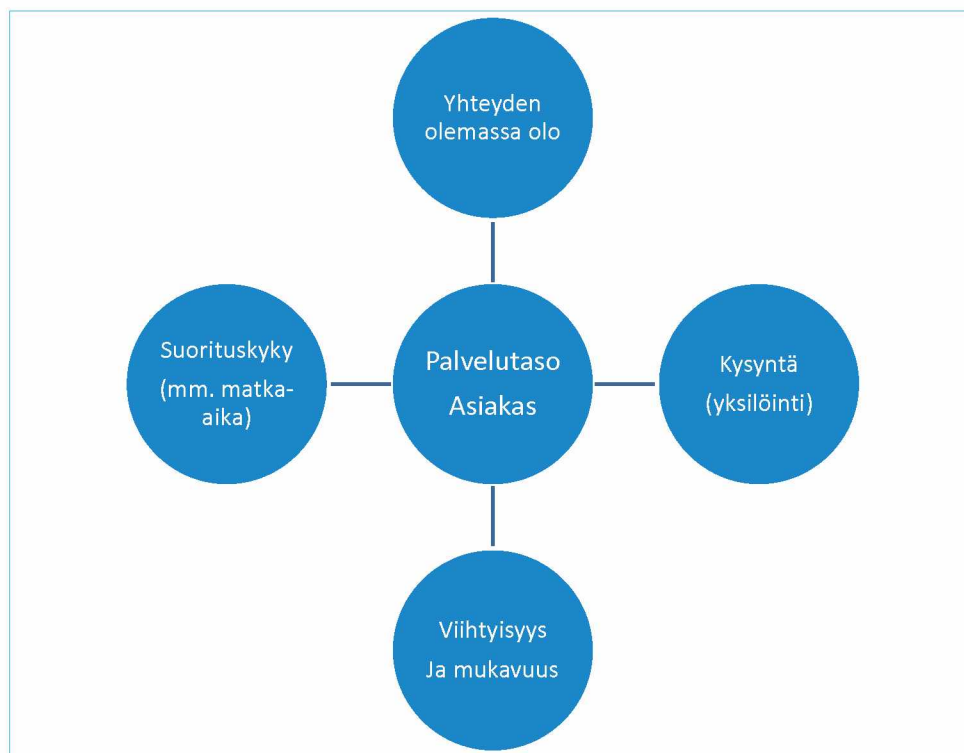 Yhteyden
olemassa olo
Suorituskyky
(mm. matka-
aika)
Palvelutaso
Asiakas
Kysyntä
(yksilöinti)
Viihtyisyys
Ja mukavuus